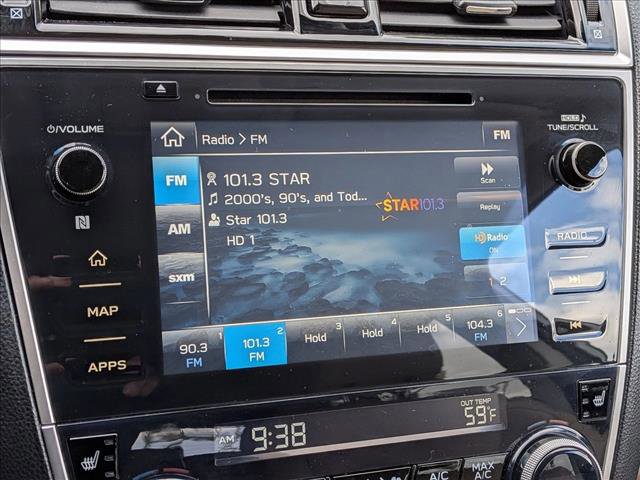 ⏻/VOLUME
Radio > FM
FM
HOLD ♪
TUNE/SCROLL
FM
101.3 STAR
2000's, 90's, and Tod...
Star 101.3
HD 1
STAR101.3
AM
sxm
Scan
Replay
HD Radio
ON
1 2
RADIO
MAP
APPS
90.3 1
FM
101.3 2
FM
Hold 3
Hold 4
Hold 5
104.3 6
FM
AM 9:38
OUT TEMP
59°F
A/C
MAX
A/C